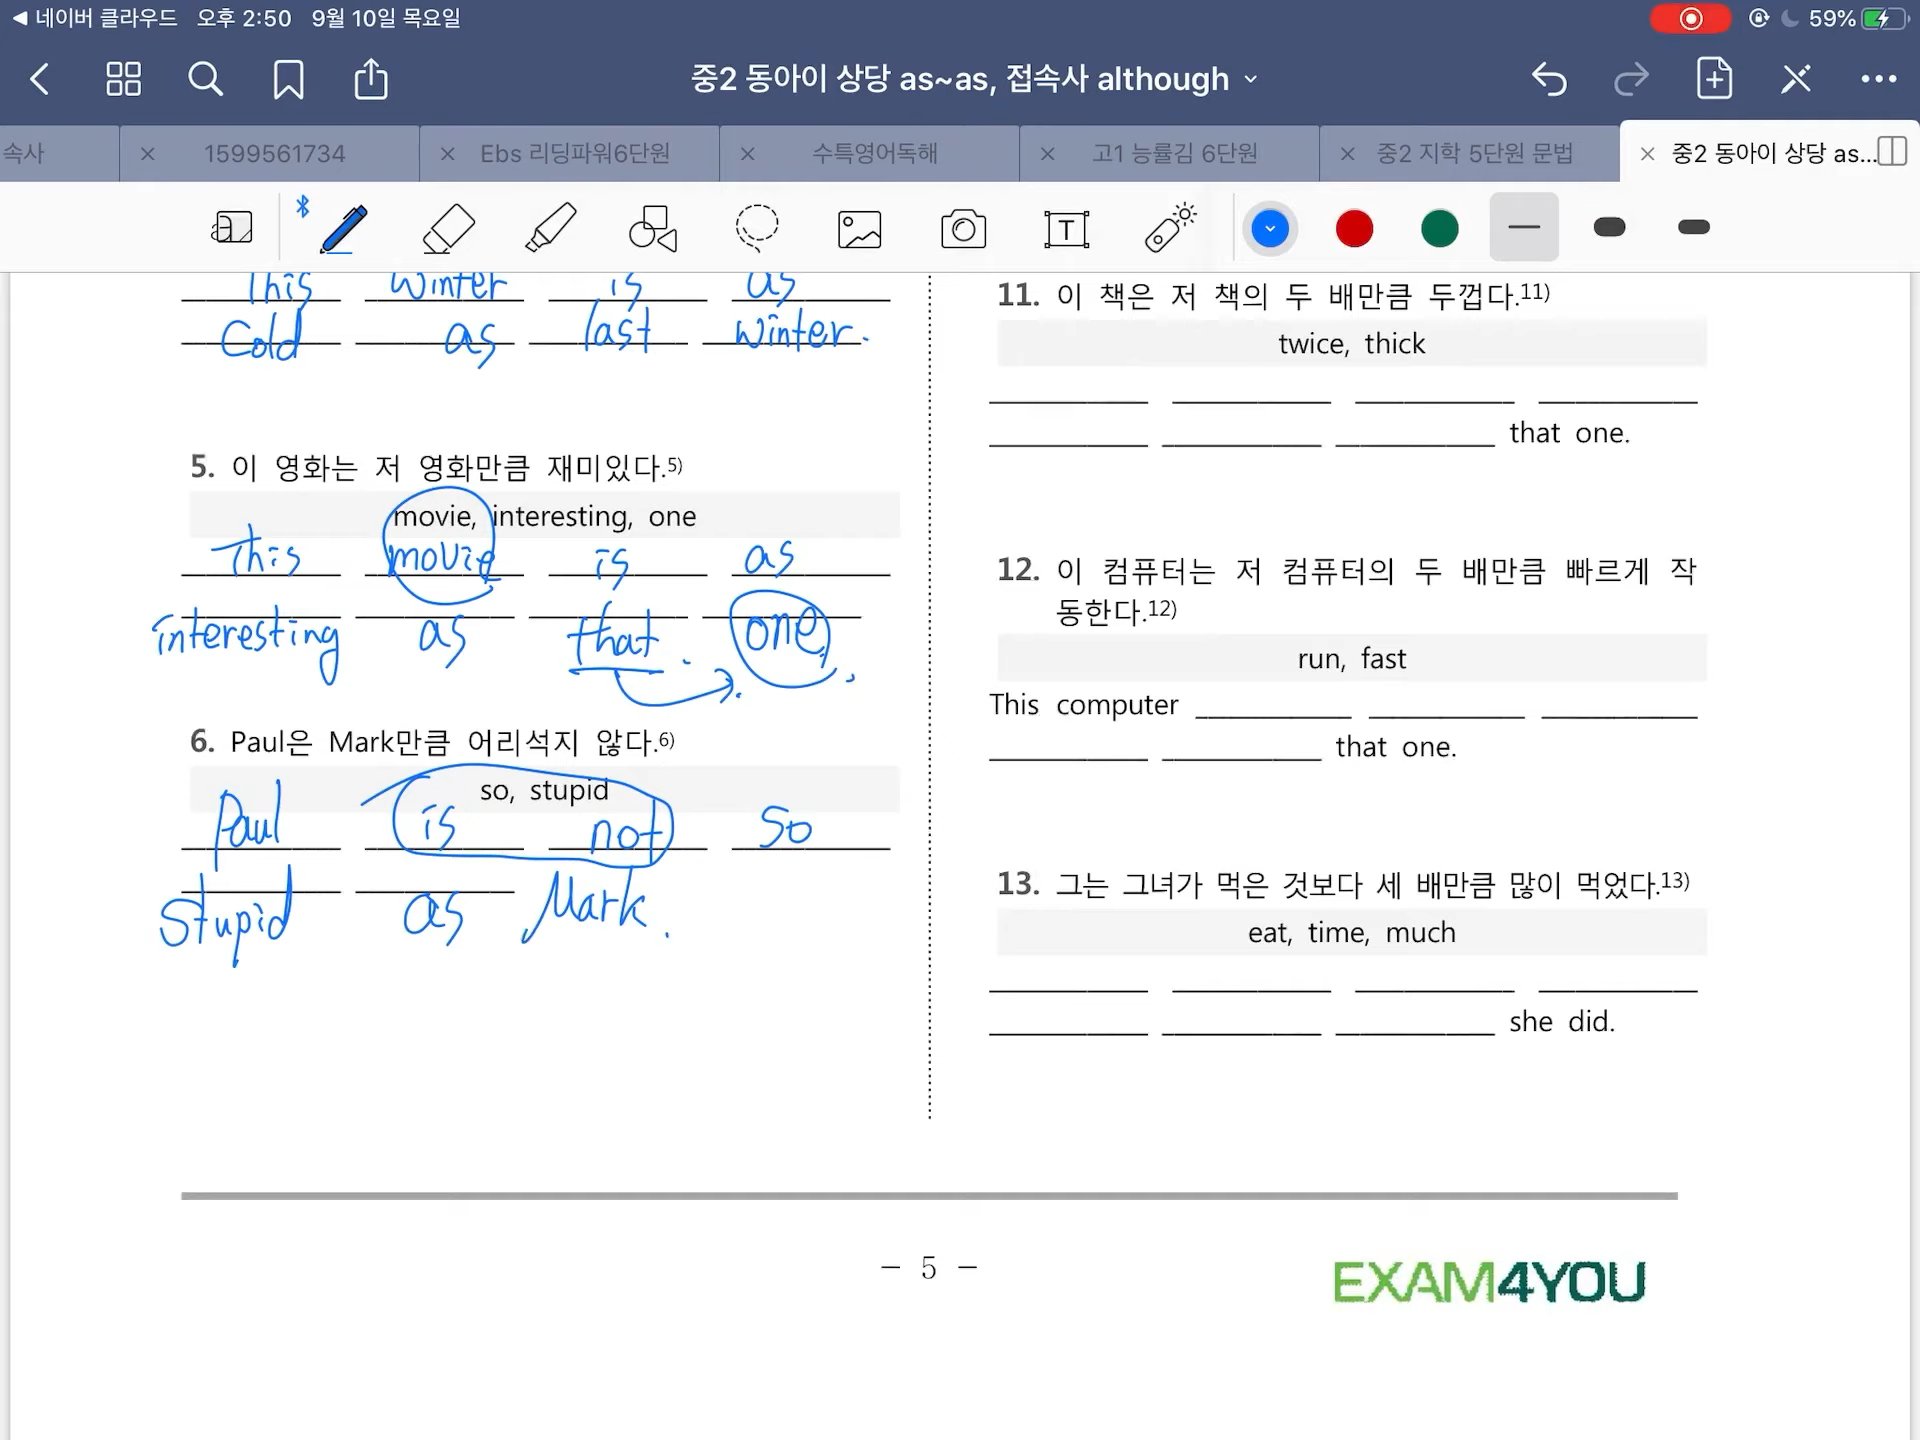 네이버 클라우드 오후 2:50 9월 10일 목요일 59%
중2 동아이 상당 as~as, 접속사 although
속사 1599561734 Ebs 리딩파워6단원 수특영어독해 고1 능률김 6단원 중2 지학 5단원 문법 중2 동아이 상당 as...
This Winter is as
Cold as last winter.
5. 이 영화는 저 영화만큼 재미있다.5)
movie, interesting, one
This movie is as
interesting as that. one.
6. Paul은 Mark만큼 어리석지 않다.6)
so, stupid
Paul is not so
stupid as Mark.
11. 이 책은 저 책의 두 배만큼 두껍다.11)
twice, thick
that one.
12. 이 컴퓨터는 저 컴퓨터의 두 배만큼 빠르게 작
동한다.12)
run, fast
This computer
that one.
13. 그는 그녀가 먹은 것보다 세 배만큼 많이 먹었다.13)
eat, time, much
she did.
- 5 -
EXAM4YOU